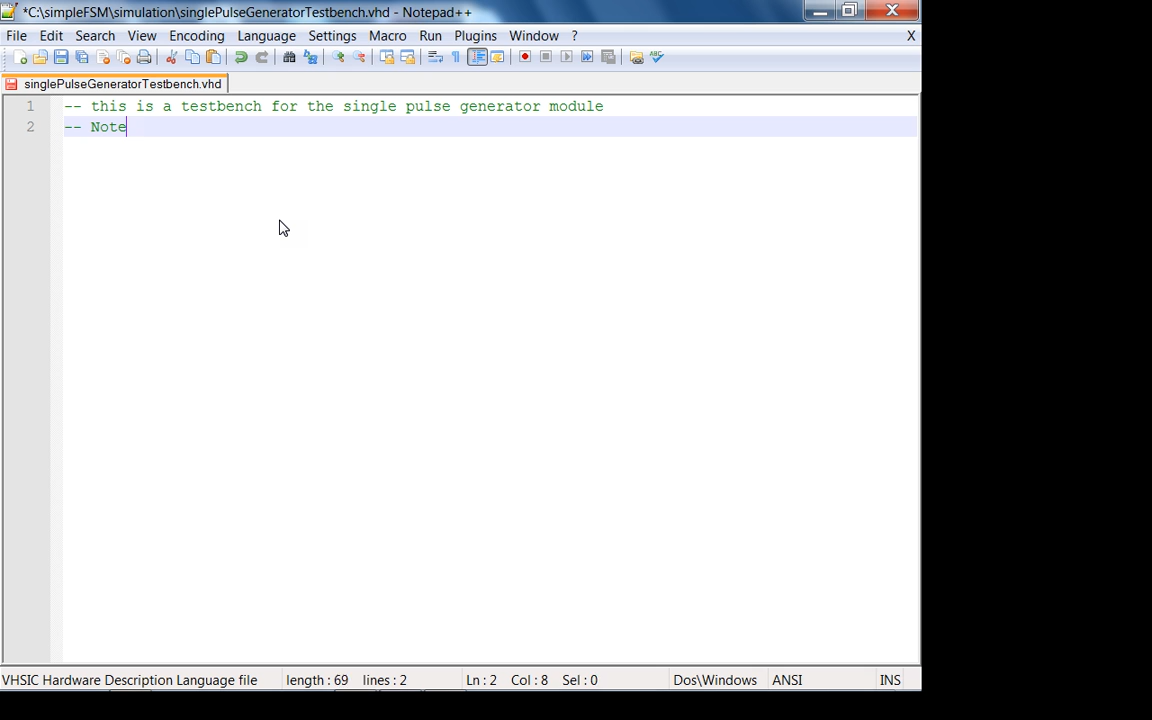 *C:\simpleFSM\simulation\singlePulseGeneratorTestbench.vhd - Notepad++
File Edit Search View Encoding Language Settings Macro Run Plugins Window ? X
singlePulseGeneratorTestbench.vhd
1 -- this is a testbench for the single pulse generator module
2 -- Note
VHSIC Hardware Description Language file length : 69 lines : 2 Ln : 2 Col : 8 Sel : 0 Dos\Windows ANSI INS